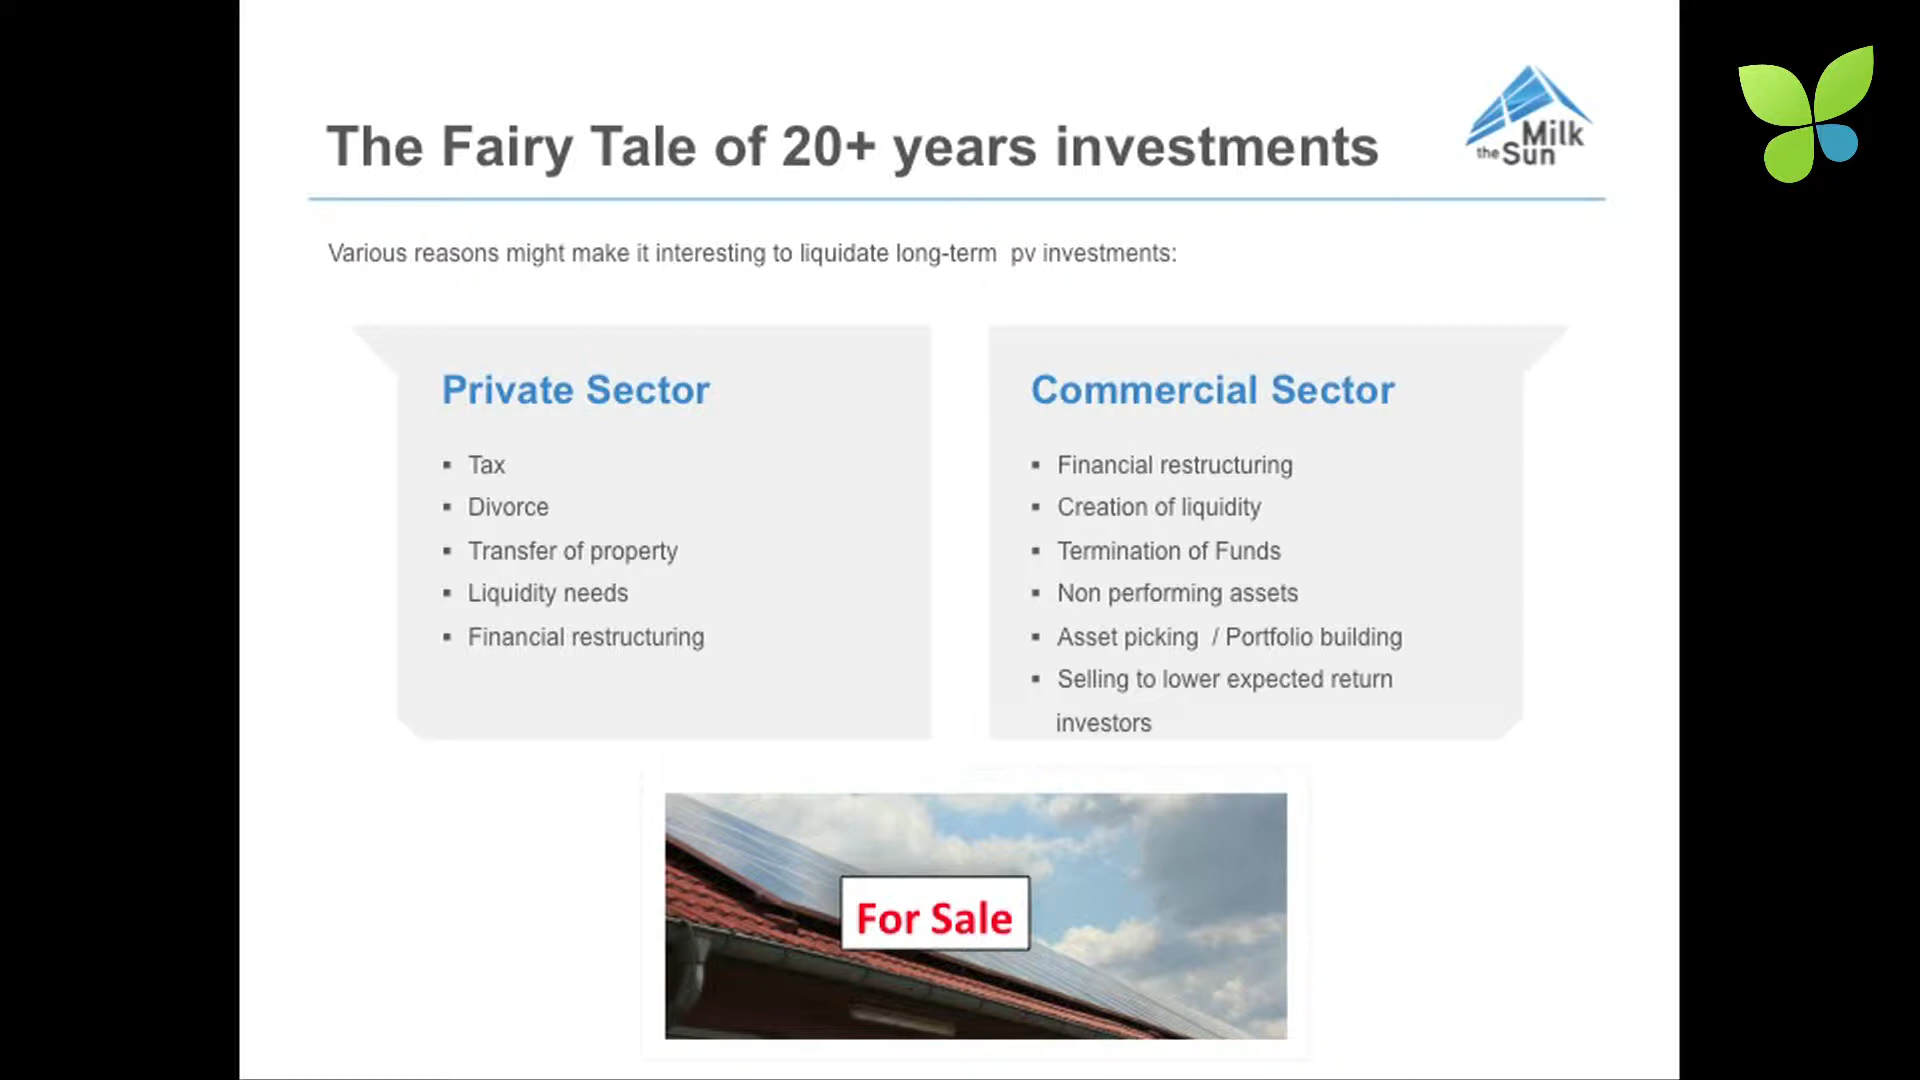 The Fairy Tale of 20+ years investments
Milk
the Sun
Various reasons might make it interesting to liquidate long-term pv investments:
Private Sector
▪ Tax
▪ Divorce
▪ Transfer of property
▪ Liquidity needs
▪ Financial restructuring
Commercial Sector
▪ Financial restructuring
▪ Creation of liquidity
▪ Termination of Funds
▪ Non performing assets
▪ Asset picking / Portfolio building
▪ Selling to lower expected return
investors
For Sale